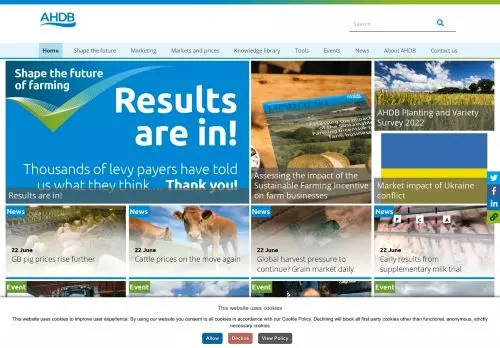 AHDB
Search
Home
Shape the future
Marketing
Markets and prices
Knowledge library
Tools
Events
News
About AHDB
Contact us
Shape the future
of farming
Results
are in!
Thousands of levy payers have told
us what they think. Thank you!
Results are in!
Assessing the impact of the
Sustainable Farming Incentive
on farm businesses
AHDB Planting and Variety
Survey 2022
Market impact of Ukraine
conflict
News
22 June
GB pig prices rise further
News
22 June
Cattle prices on the move again
News
22 June
Global harvest pressure to
continue? Grain market daily
News
22 June
Early results from
supplementary milk trial
Event
Event
Event
This website uses cookies
This website uses cookies to improve user experience. By using our website you consent to all cookies in accordance with our Cookie Policy. Declining will block all first party cookies other than functional, anonymous, strictly
necessary cookies
Allow
Decline
View Policy